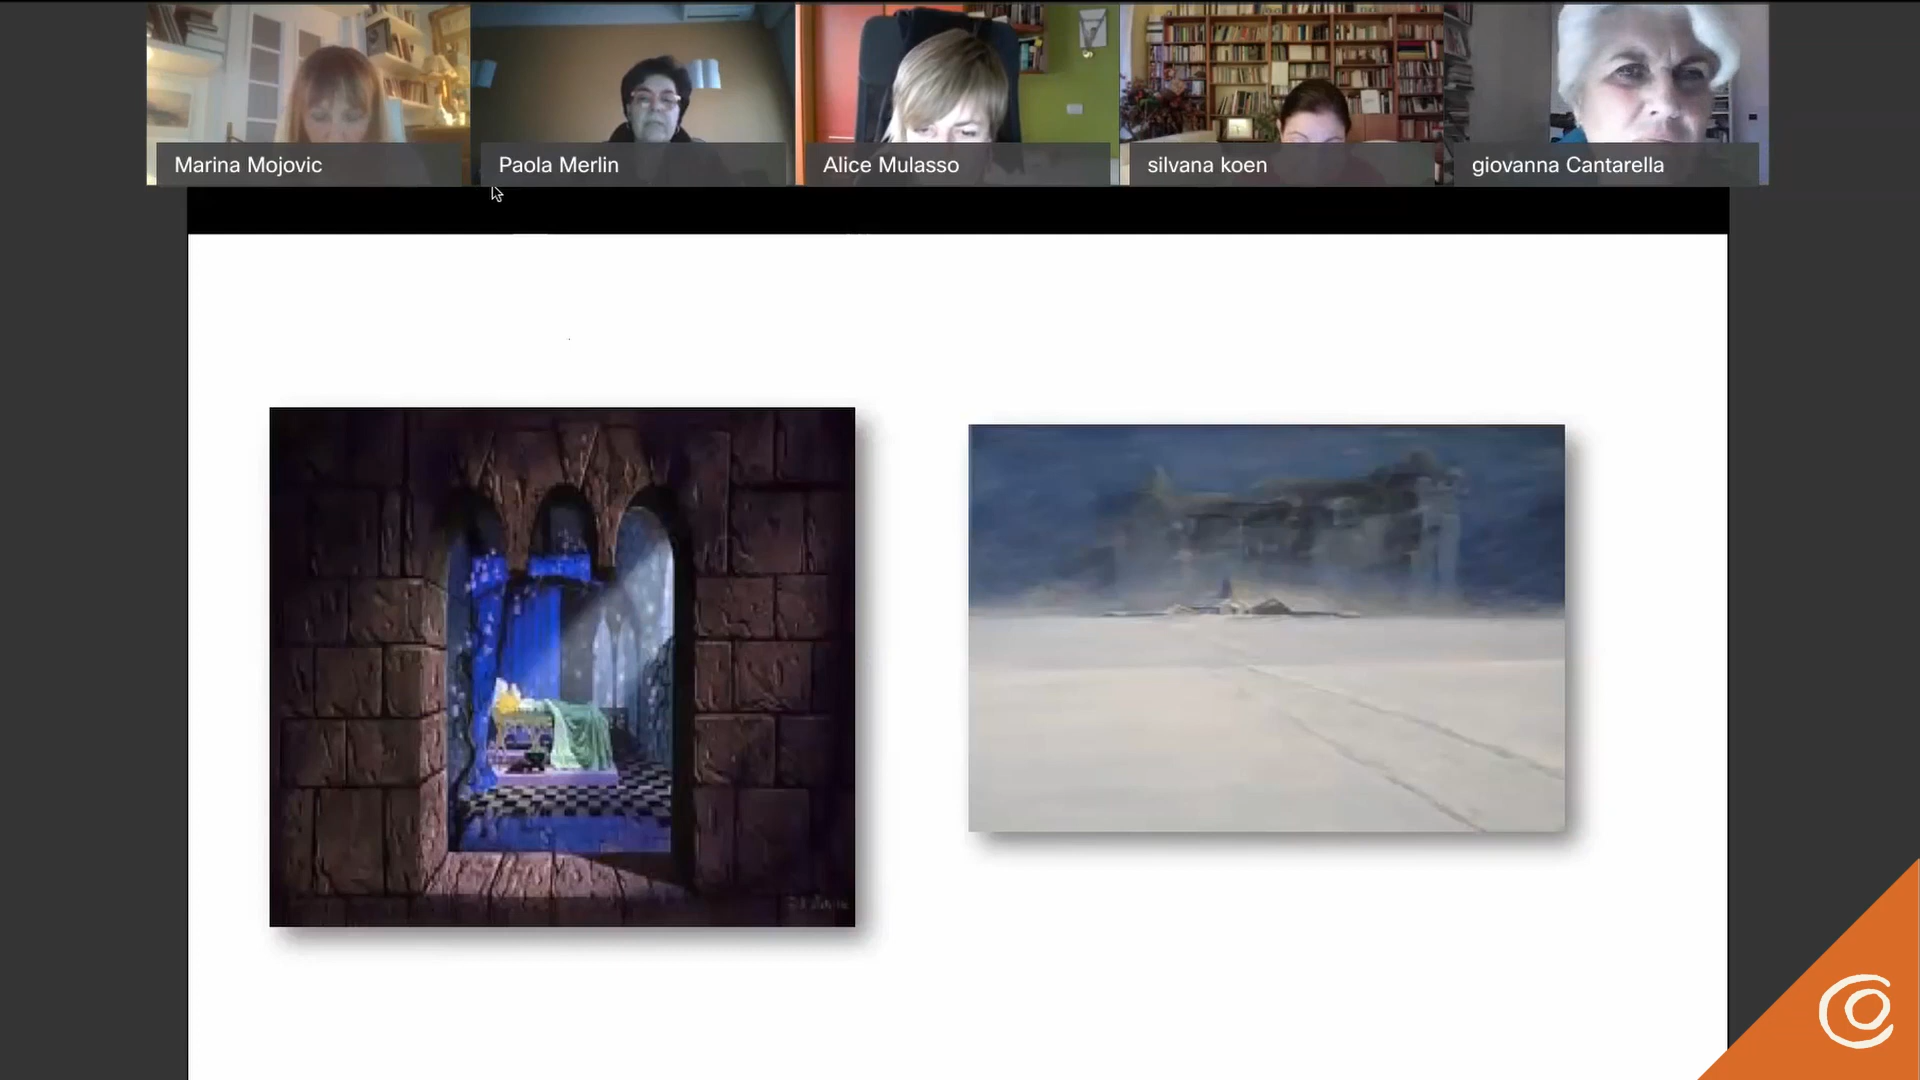 Marina Mojovic
Paola Merlin
Alice Mulasso
silvana koen
giovanna Cantarella